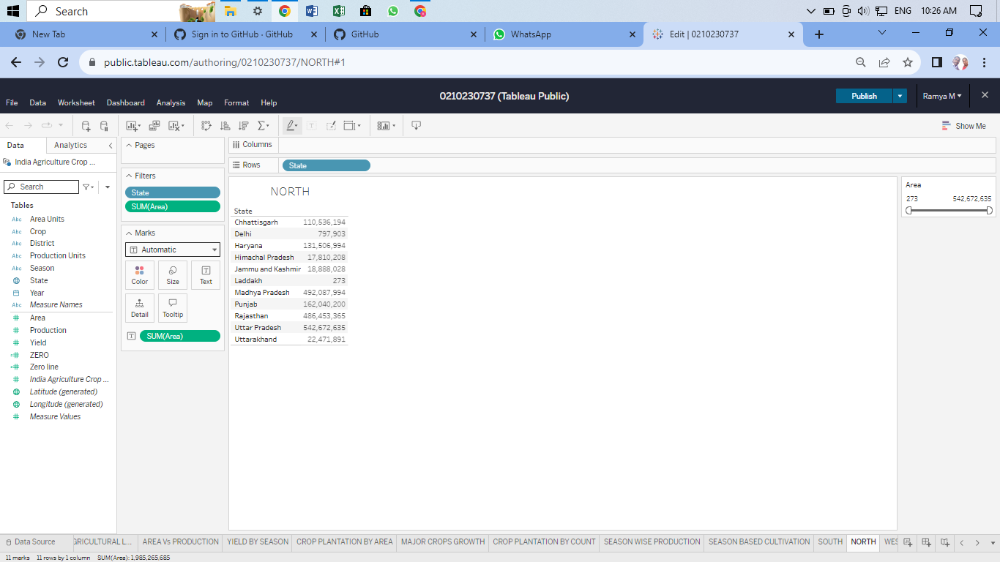 Search
ENG 10:26 AM
New Tab
Sign in to GitHub · GitHub
GitHub
WhatsApp
Edit | 0210230737
public.tableau.com/authoring/0210230737/NORTH#1
0210230737 (Tableau Public)
Publish
Ramya M
File Data Worksheet Dashboard Analysis Map Format Help
Show Me
Data Analytics
India Agriculture Crop ...
Search
Tables
Abc Area Units
Abc Crop
Abc District
Abc Production Units
Abc Season
State
Year
Abc Measure Names
# Area
# Production
# Yield
=# ZERO
=# Zero line
# India Agriculture Crop ...
Latitude (generated)
Longitude (generated)
# Measure Values
Pages
Filters
State
SUM(Area)
Marks
Automatic
Color Size Text
Detail Tooltip
SUM(Area)
Columns
Rows State
NORTH
State
Chhattisgarh 110,536,194
Delhi 797,903
Haryana 131,506,994
Himachal Pradesh 17,810,208
Jammu and Kashmir 18,888,028
Laddakh 273
Madhya Pradesh 492,087,994
Punjab 162,040,200
Rajasthan 486,453,365
Uttar Pradesh 542,672,635
Uttarakhand 22,471,891
Area
273 542,672,635
Data Source GRICULTURAL L... AREA Vs PRODUCTION YIELD BY SEASON CROP PLANTATION BY AREA MAJOR CROPS GROWTH CROP PLANTATION BY COUNT SEASON WISE PRODUCTION SEASON BASED CULTIVATION SOUTH NORTH WES
11 marks 11 rows by 1 column SUM(Area): 1,985,265,685